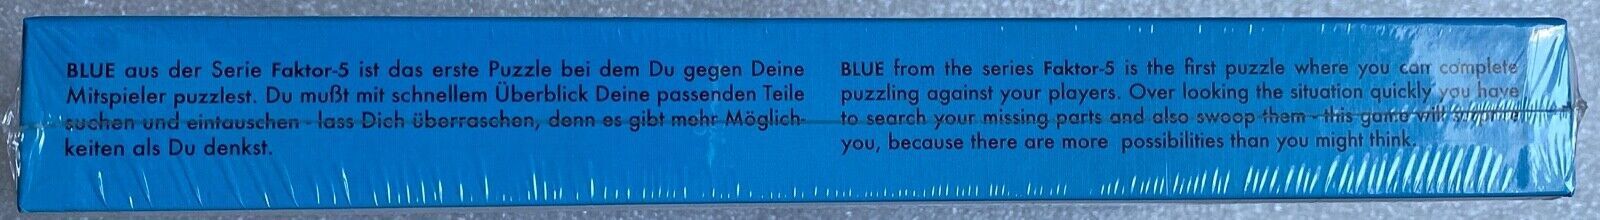 BLUE aus der Serie Faktor-5 ist das erste Puzzle bei dem Du gegen Deine
Mitspieler puzzlest. Du mußt mit schnellem Überblick Deine passenden Teile
suchen und eintauschen - lass Dich überraschen, denn es gibt mehr Möglich-
keiten als Du denkst.
BLUE from the series Faktor-5 is the first puzzle where you can complete
puzzling against your players. Over looking the situation quickly you have
to search your missing parts and also swoop them - this game will surprise
you, because there are more possibilities than you might think.